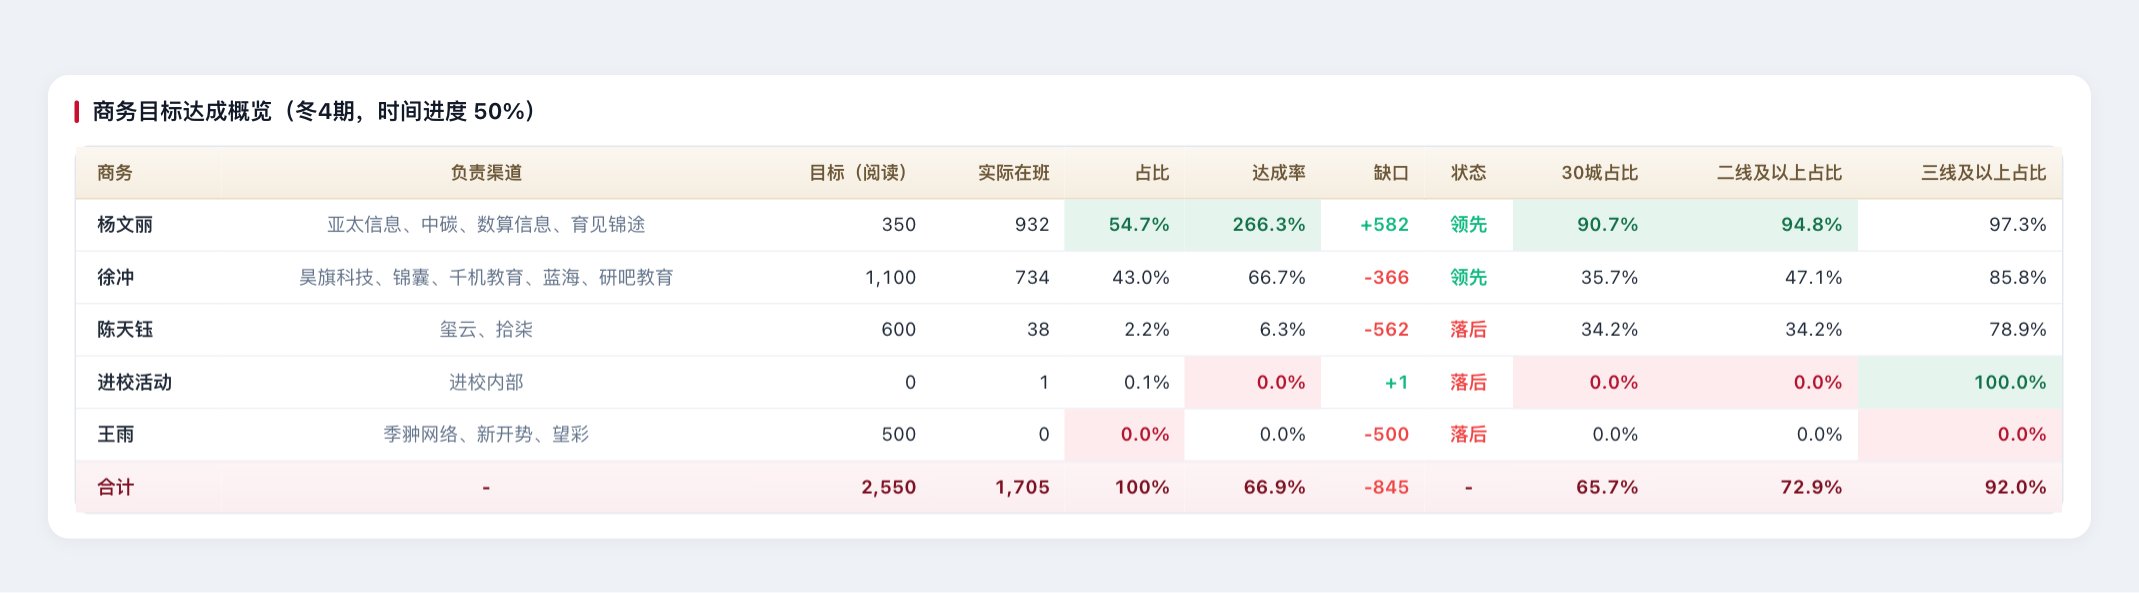 商务目标达成概览（冬4期，时间进度 50%）
商务 负责渠道 目标（阅读） 实际在班 占比 达成率 缺口 状态 30城占比 二线及以上占比 三线及以上占比
杨文丽 亚太信息、中碳、数算信息、育见锦途 350 932 54.7% 266.3% +582 领先 90.7% 94.8% 97.3%
徐冲 昊旗科技、锦囊、千机教育、蓝海、研吧教育 1,100 734 43.0% 66.7% -366 领先 35.7% 47.1% 85.8%
陈天钰 玺云、拾柒 600 38 2.2% 6.3% -562 落后 34.2% 34.2% 78.9%
进校活动 进校内部 0 1 0.1% 0.0% +1 落后 0.0% 0.0% 100.0%
王雨 季翀网络、新开势、望彩 500 0 0.0% 0.0% -500 落后 0.0% 0.0% 0.0%
合计 - 2,550 1,705 100% 66.9% -845 - 65.7% 72.9% 92.0%